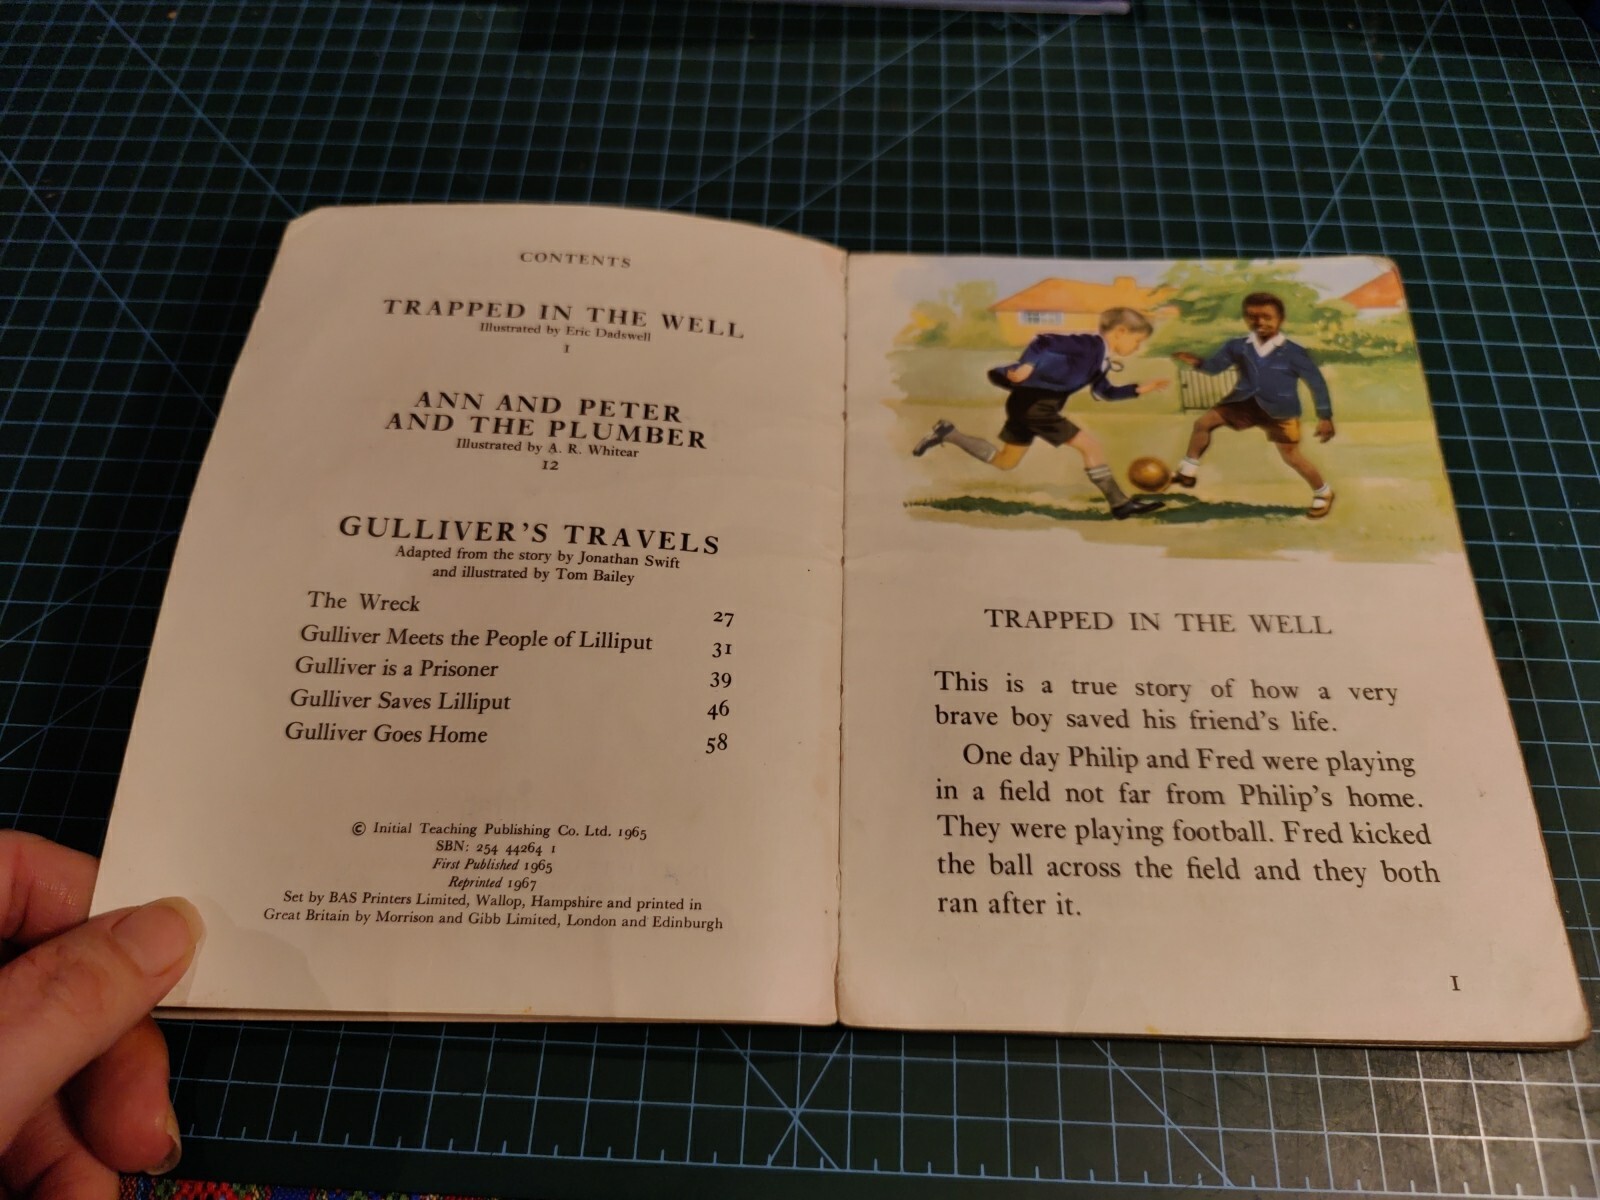 CONTENTS
TRAPPED IN THE WELL
Illustrated by Eric Dadswell
1
ANN AND PETER
AND THE PLUMBER
Illustrated by A. R. Whitear
12
GULLIVER'S TRAVELS
Adapted from the story by Jonathan Swift
and illustrated by Tom Bailey
The Wreck 27
Gulliver Meets the People of Lilliput 31
Gulliver is a Prisoner 39
Gulliver Saves Lilliput 46
Gulliver Goes Home 58
© Initial Teaching Publishing Co. Ltd. 1965
SBN: 254 44264 1
First Published 1965
Reprinted 1967
Set by BAS Printers Limited, Wallop, Hampshire and printed in
Great Britain by Morrison and Gibb Limited, London and Edinburgh
TRAPPED IN THE WELL
This is a true story of how a very
brave boy saved his friend's life.
One day Philip and Fred were playing
in a field not far from Philip's home.
They were playing football. Fred kicked
the ball across the field and they both
ran after it.
1